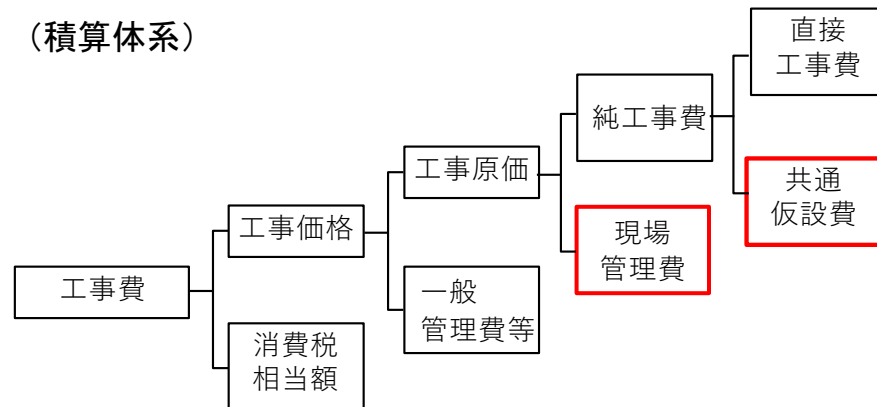 （積算体系）
直接
工事費
純工事費
工事原価
共通
仮設費
工事価格
現場
管理費
工事費
一般
管理費等
消費税
相当額